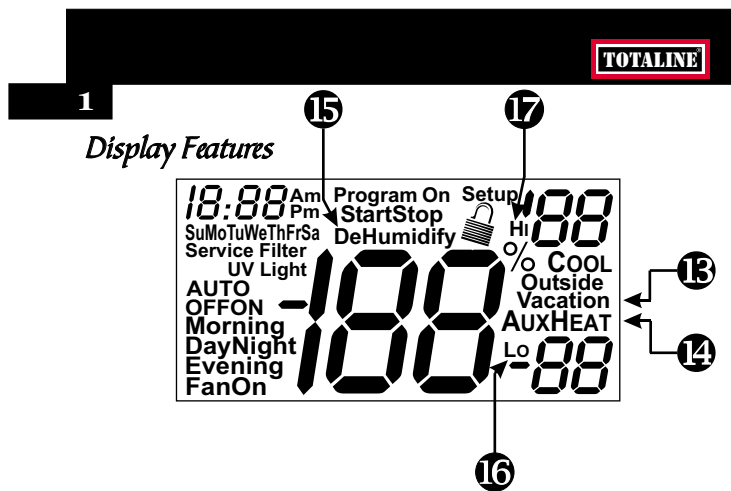 TOTALINE®
1
Display Features
15
17
18:88 Am Pm
Program On
Setup
188
StartStop
SuMoTuWeThFrSa
DeHumidify
HI
%
Service Filter
UV Light
COOL
Outside
13
AUTO
Vacation
OFFON
-188
AUXHEAT
14
Morning
DayNight
LO
-88
Evening
FanOn
16